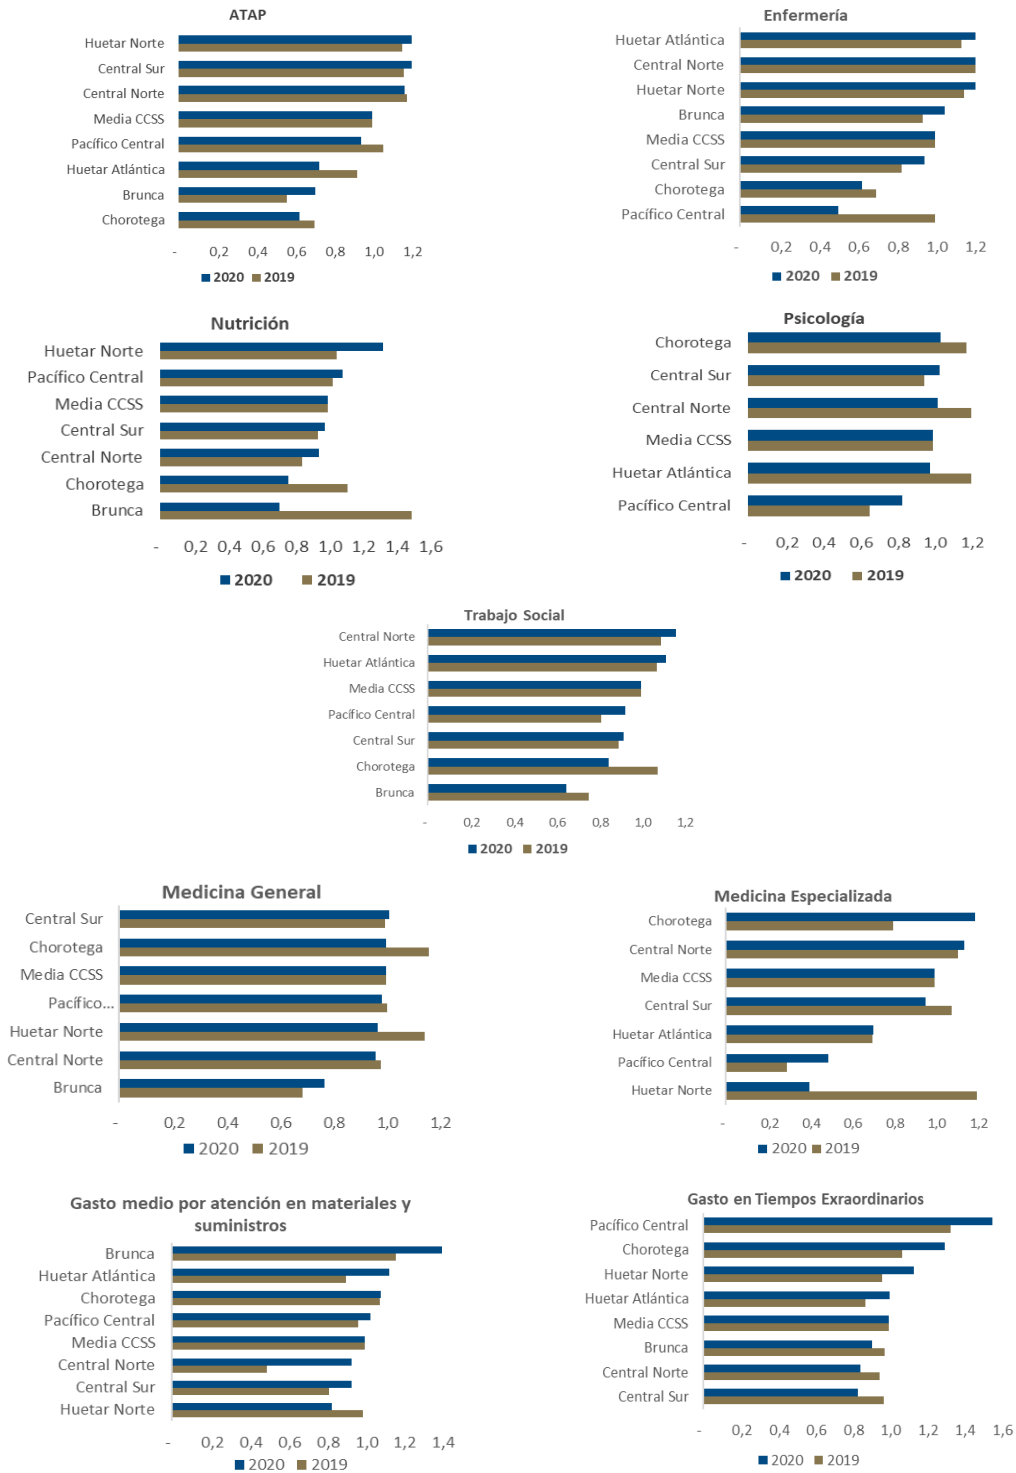 ATAP
Huetar Norte
Central Sur
Central Norte
Media CCSS
Pacífico Central
Huetar Atlántica
Brunca
Chorotega
- 0,2 0,4 0,6 0,8 1,0 1,2
2020 2019
Enfermería
Huetar Atlántica
Central Norte
Huetar Norte
Brunca
Media CCSS
Central Sur
Chorotega
Pacífico Central
- 0,2 0,4 0,6 0,8 1,0 1,2
2020 2019
Nutrición
Huetar Norte
Pacífico Central
Media CCSS
Central Sur
Central Norte
Chorotega
Brunca
- 0,2 0,4 0,6 0,8 1,0 1,2 1,4 1,6
2020 2019
Psicología
Chorotega
Central Sur
Central Norte
Media CCSS
Huetar Atlántica
Pacífico Central
- 0,2 0,4 0,6 0,8 1,0 1,2
2020 2019
Trabajo Social
Central Norte
Huetar Atlántica
Media CCSS
Pacífico Central
Central Sur
Chorotega
Brunca
- 0,2 0,4 0,6 0,8 1,0 1,2
2020 2019
Medicina General
Central Sur
Chorotega
Media CCSS
Pacífico...
Huetar Norte
Central Norte
Brunca
- 0,2 0,4 0,6 0,8 1,0 1,2
2020 2019
Medicina Especializada
Chorotega
Central Norte
Media CCSS
Central Sur
Huetar Atlántica
Pacífico Central
Huetar Norte
- 0,2 0,4 0,6 0,8 1,0 1,2
2020 2019
Gasto medio por atención en materiales y
suministros
Brunca
Huetar Atlántica
Chorotega
Pacífico Central
Media CCSS
Central Norte
Central Sur
Huetar Norte
- 0,2 0,4 0,6 0,8 1,0 1,2 1,4
2020 2019
Gasto en Tiempos Extraordinarios
Pacífico Central
Chorotega
Huetar Norte
Huetar Atlántica
Media CCSS
Brunca
Central Norte
Central Sur
- 0,2 0,4 0,6 0,8 1,0 1,2 1,4 1,6
2020 2019